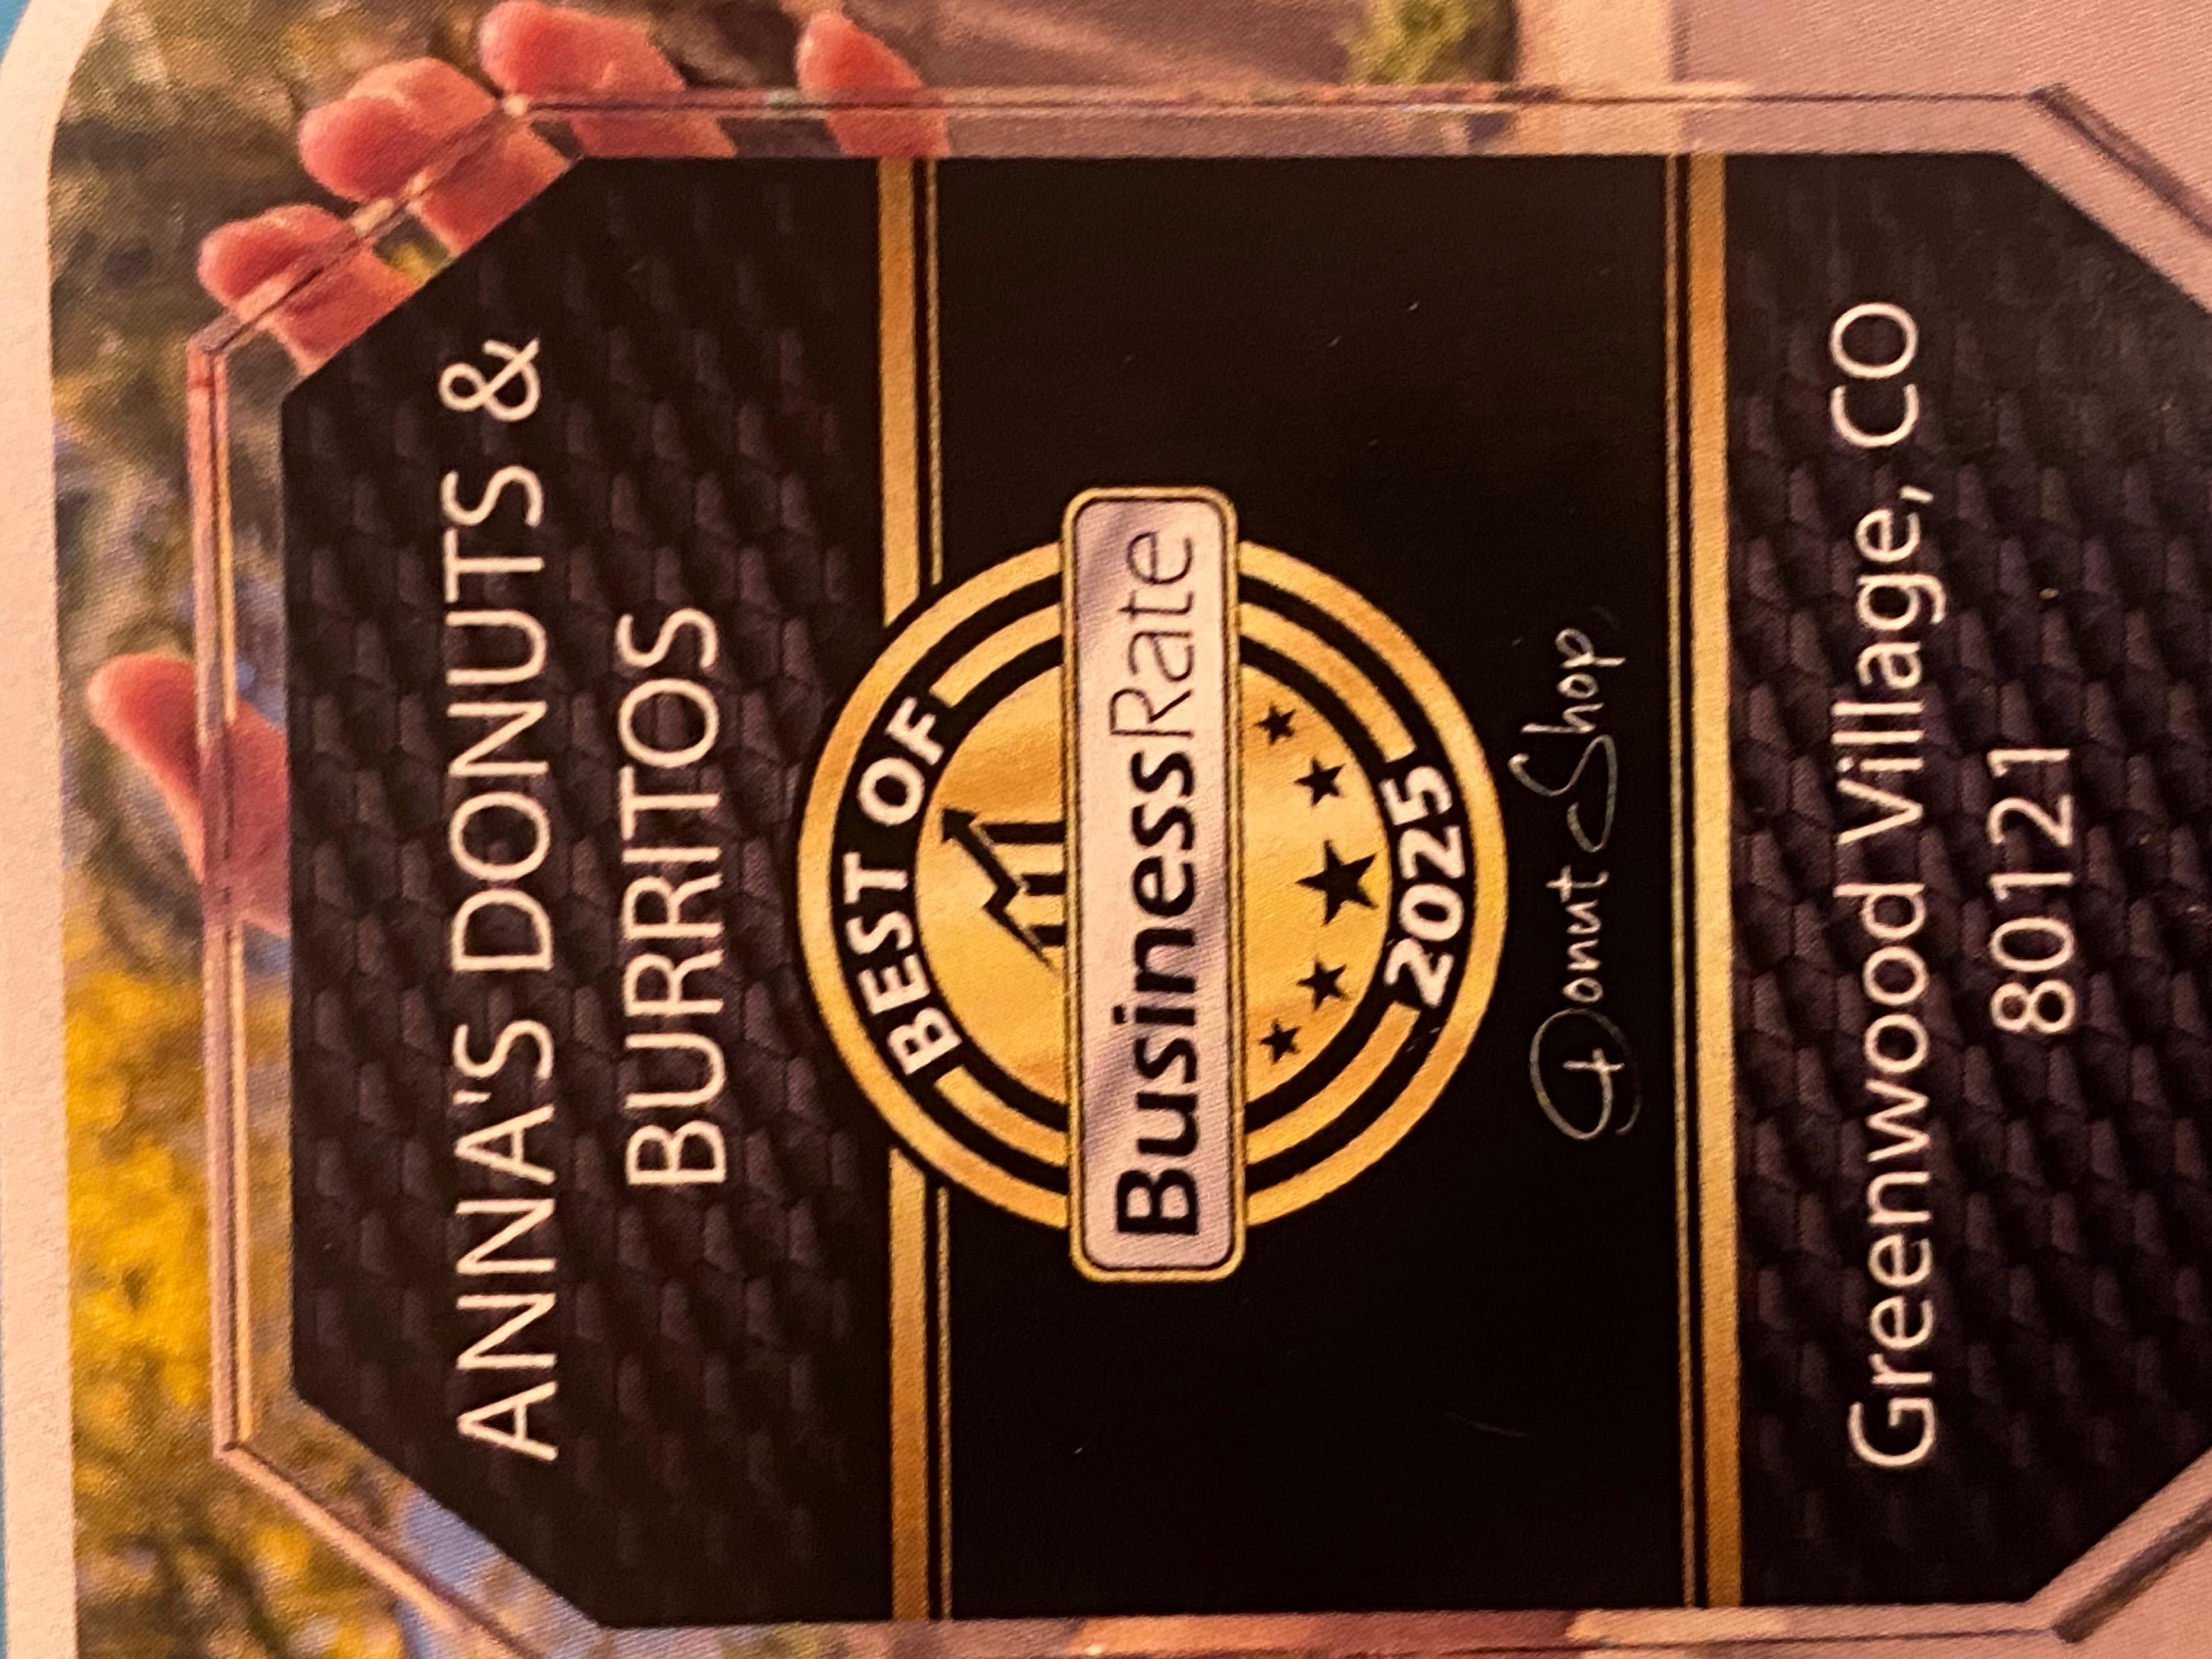 ANNA'S DONUTS &
BURRITOS
BEST OF
BusinessRate
2025
Donut Shop,
Greenwood Village, CO
80121